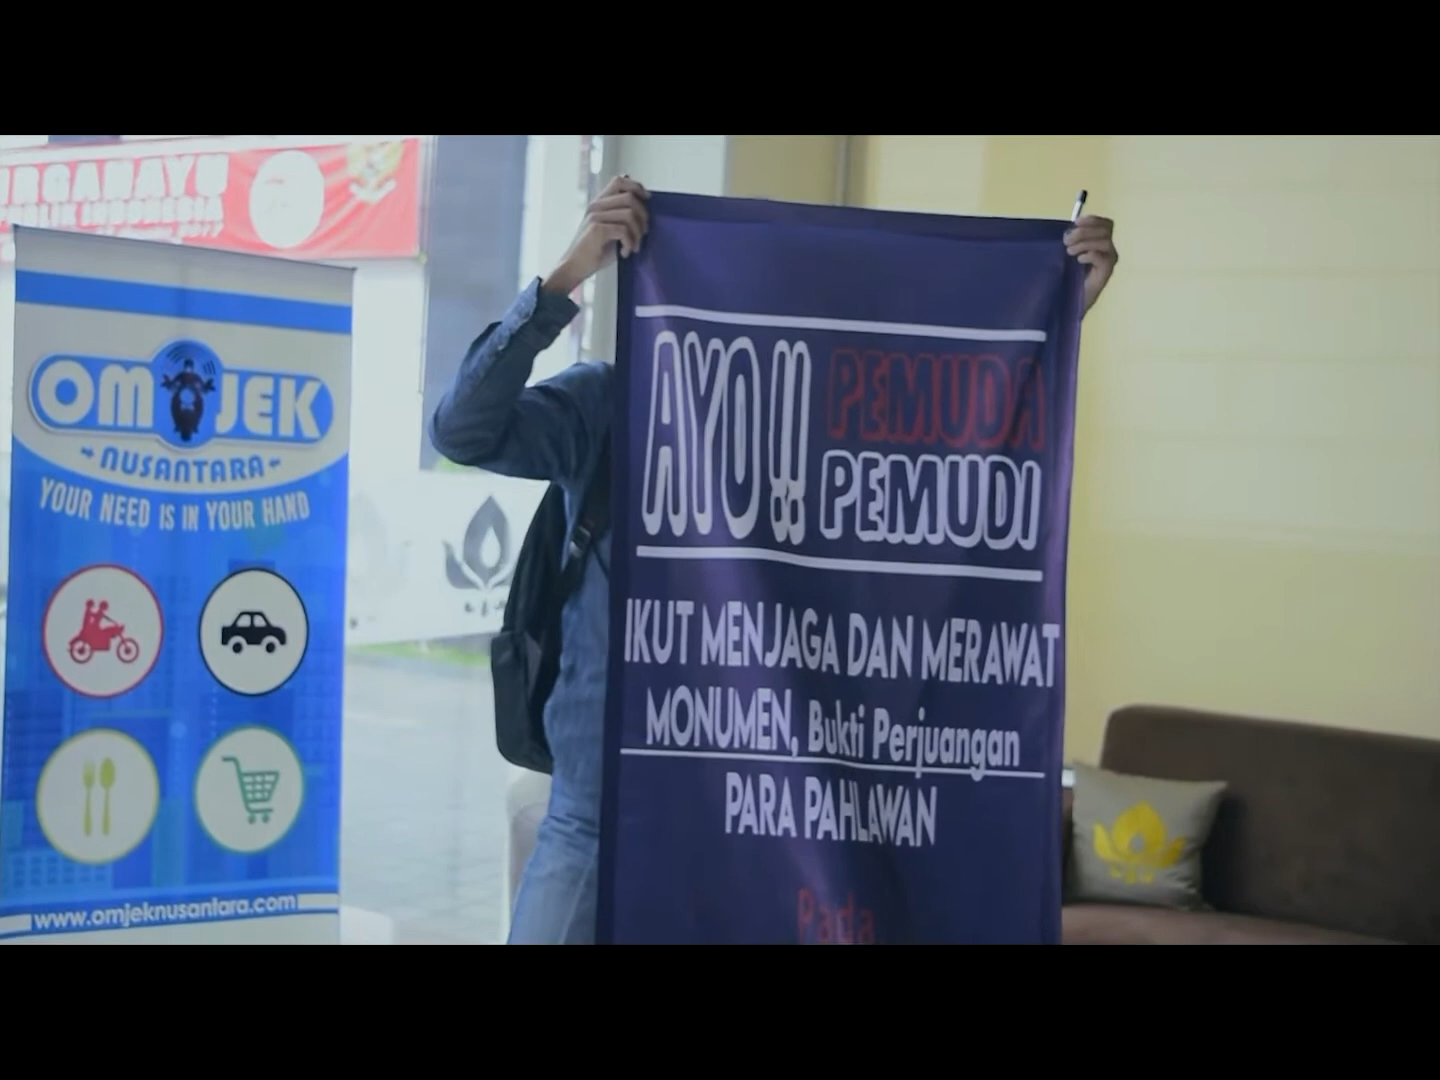 OMJEK
NUSANTARA
YOUR NEED IS IN YOUR HAND
www.omjeknusantara.com
AYO!! PEMUDA
PEMUDI
IKUT MENJAGA DAN MERAWAT
MONUMEN, Bukti Perjuangan
PARA PAHLAWAN
Pada